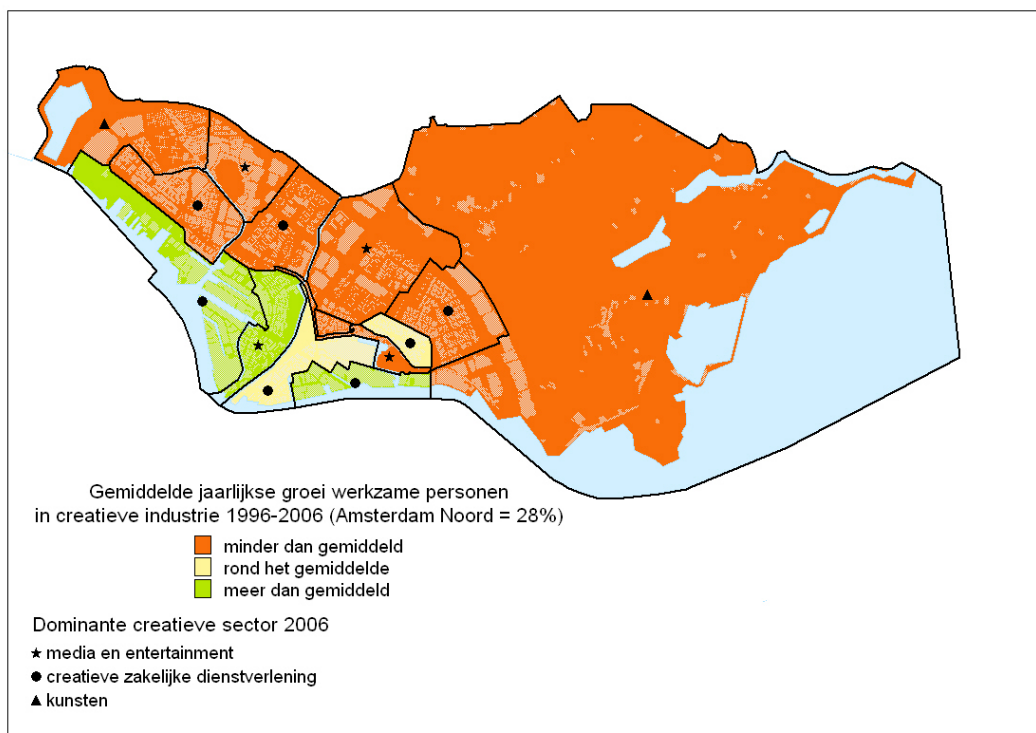 Gemiddelde jaarlijkse groei werkzame personen
in creatieve industrie 1996-2006 (Amsterdam Noord = 28%)
minder dan gemiddeld
rond het gemiddelde
meer dan gemiddeld
Dominante creatieve sector 2006
media en entertainment
creatieve zakelijke dienstverlening
kunsten